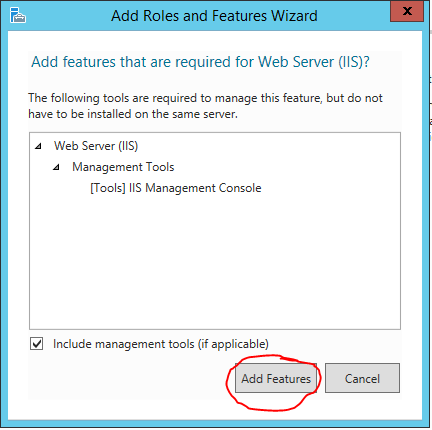 Add Roles and Features Wizard
x
Add features that are required for Web Server (IIS)?
The following tools are required to manage this feature, but do not
have to be installed on the same server.
Web Server (IIS)
Management Tools
[Tools] IIS Management Console
Include management tools (if applicable)
Add Features
Cancel